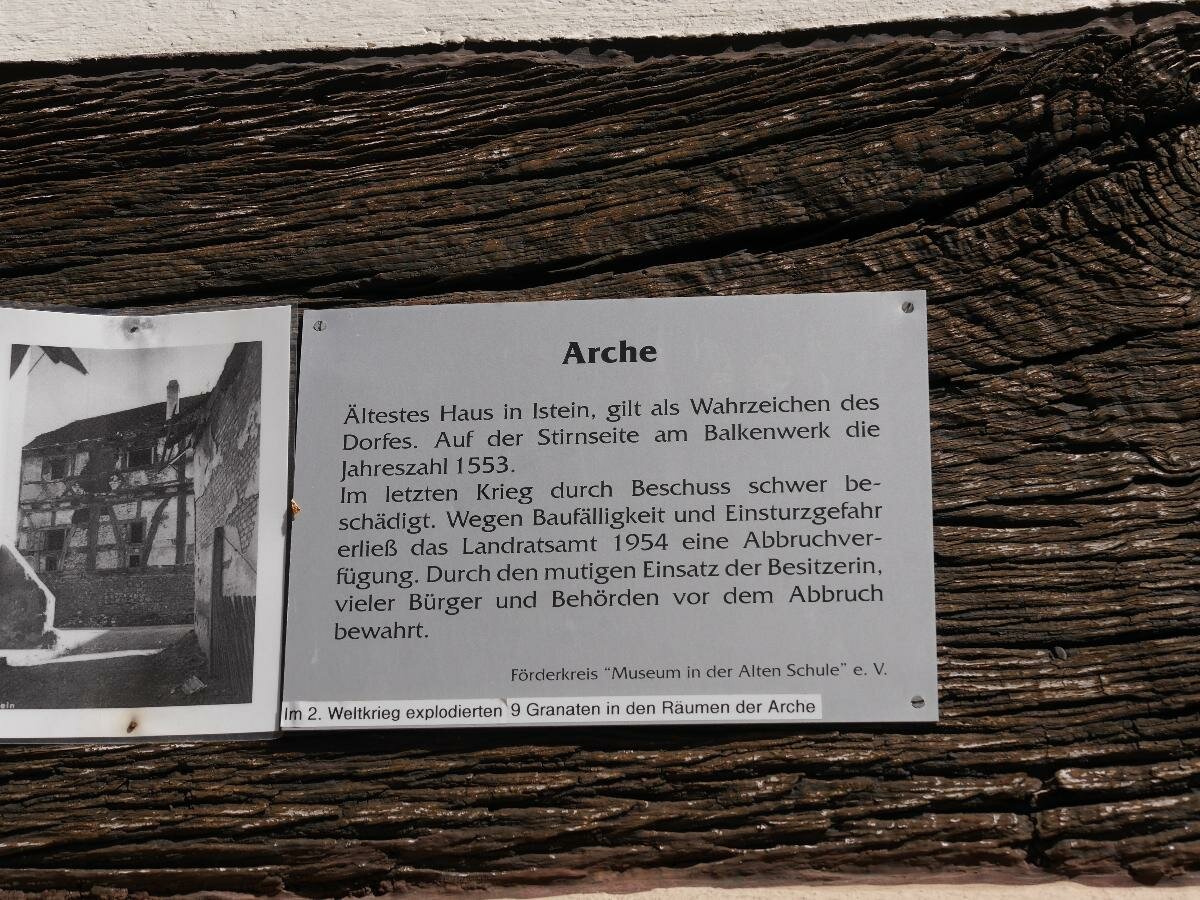 Arche
Ältestes Haus in Istein, gilt als Wahrzeichen des
Dorfes. Auf der Stirnseite am Balkenwerk die
Jahreszahl 1553.
Im letzten Krieg durch Beschuss schwer be-
schädigt. Wegen Baufälligkeit und Einsturzgefahr
erließ das Landratsamt 1954 eine Abbruchver-
fügung. Durch den mutigen Einsatz der Besitzerin,
vieler Bürger und Behörden vor dem Abbruch
bewahrt.
Förderkreis “Museum in der Alten Schule” e. V.
Im 2. Weltkrieg explodierten 9 Granaten in den Räumen der Arche